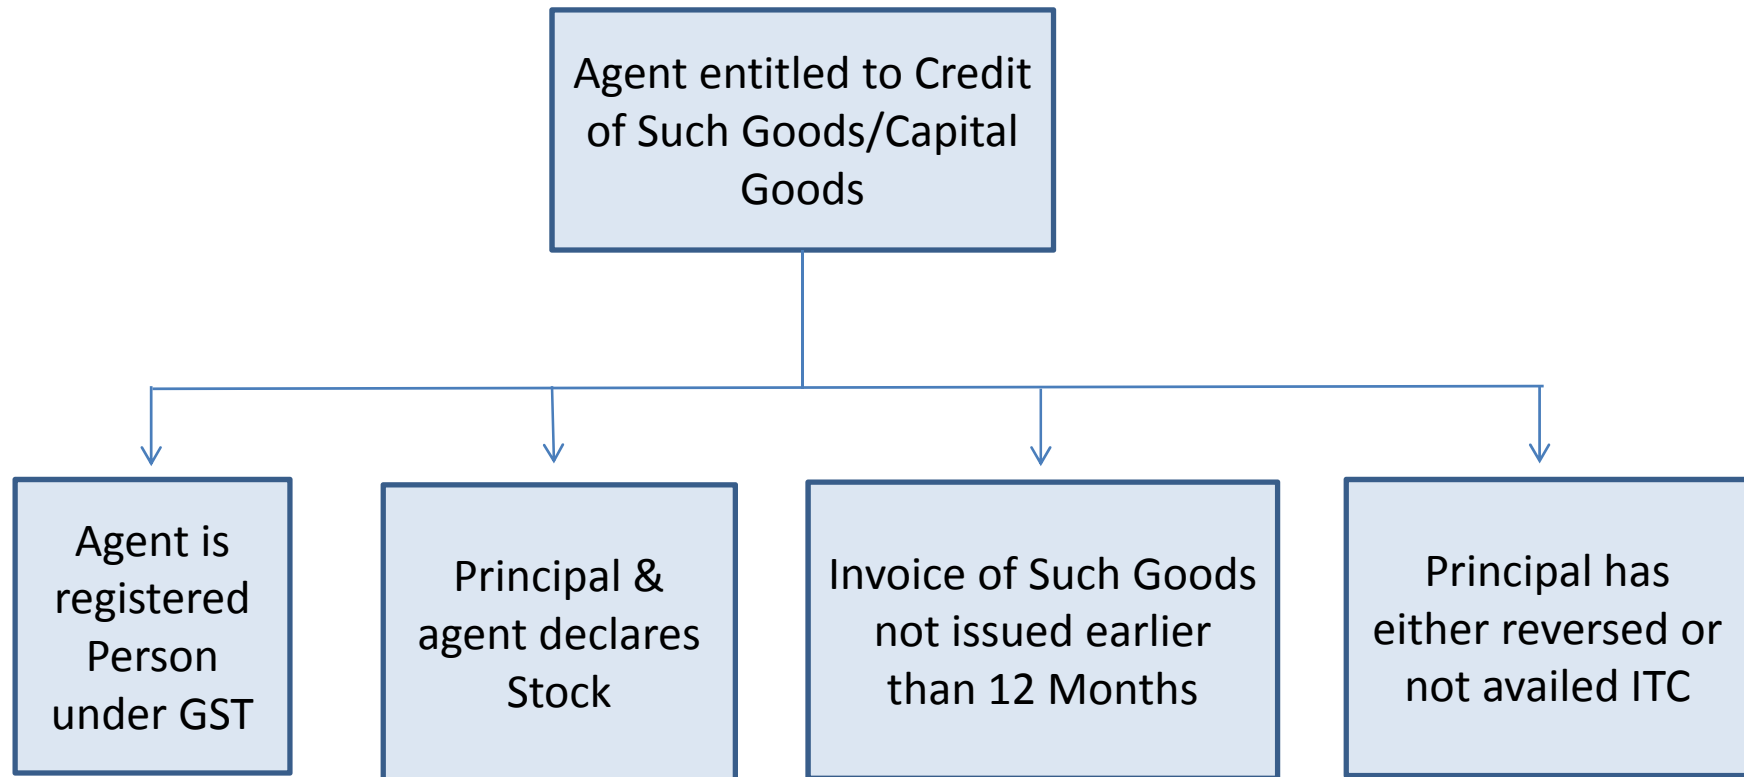 Agent entitled to Credit
of Such Goods/Capital
Goods
Agent is
registered
Person
under GST
Principal &
agent declares
Stock
Invoice of Such Goods
not issued earlier
than 12 Months
Principal has
either reversed or
not availed ITC